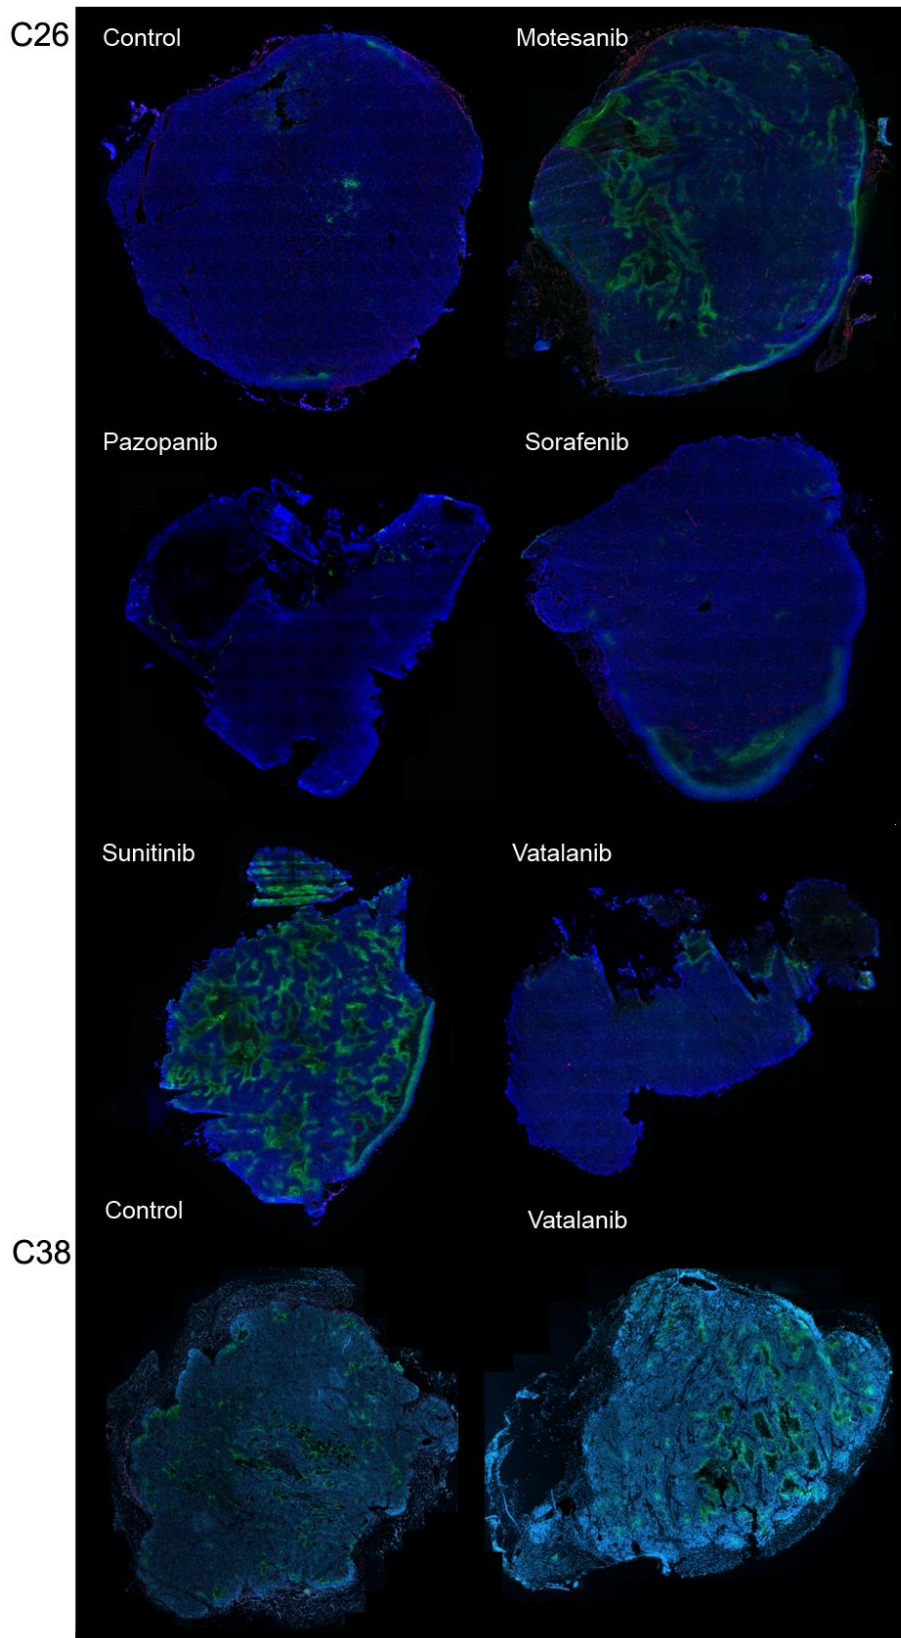 C26
Control
Motesanib
Pazopanib
Sorafenib
Sunitinib
Vatalanib
C38
Control
Vatalanib